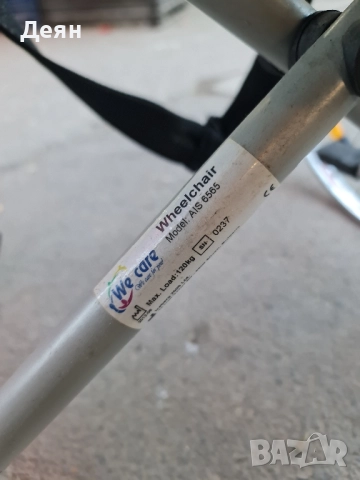 Деян
Wheelchair
Model: AIS 6565
We care
Max. Load:120kg
SN
0237
CE
BAZAR